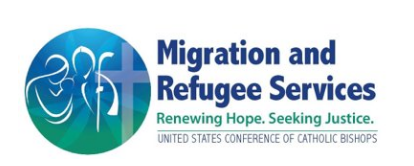 Migration and
Refugee Services
Renewing Hope. Seeking Justice.
UNITED STATES CONFERENCE OF CATHOLIC BISHOPS